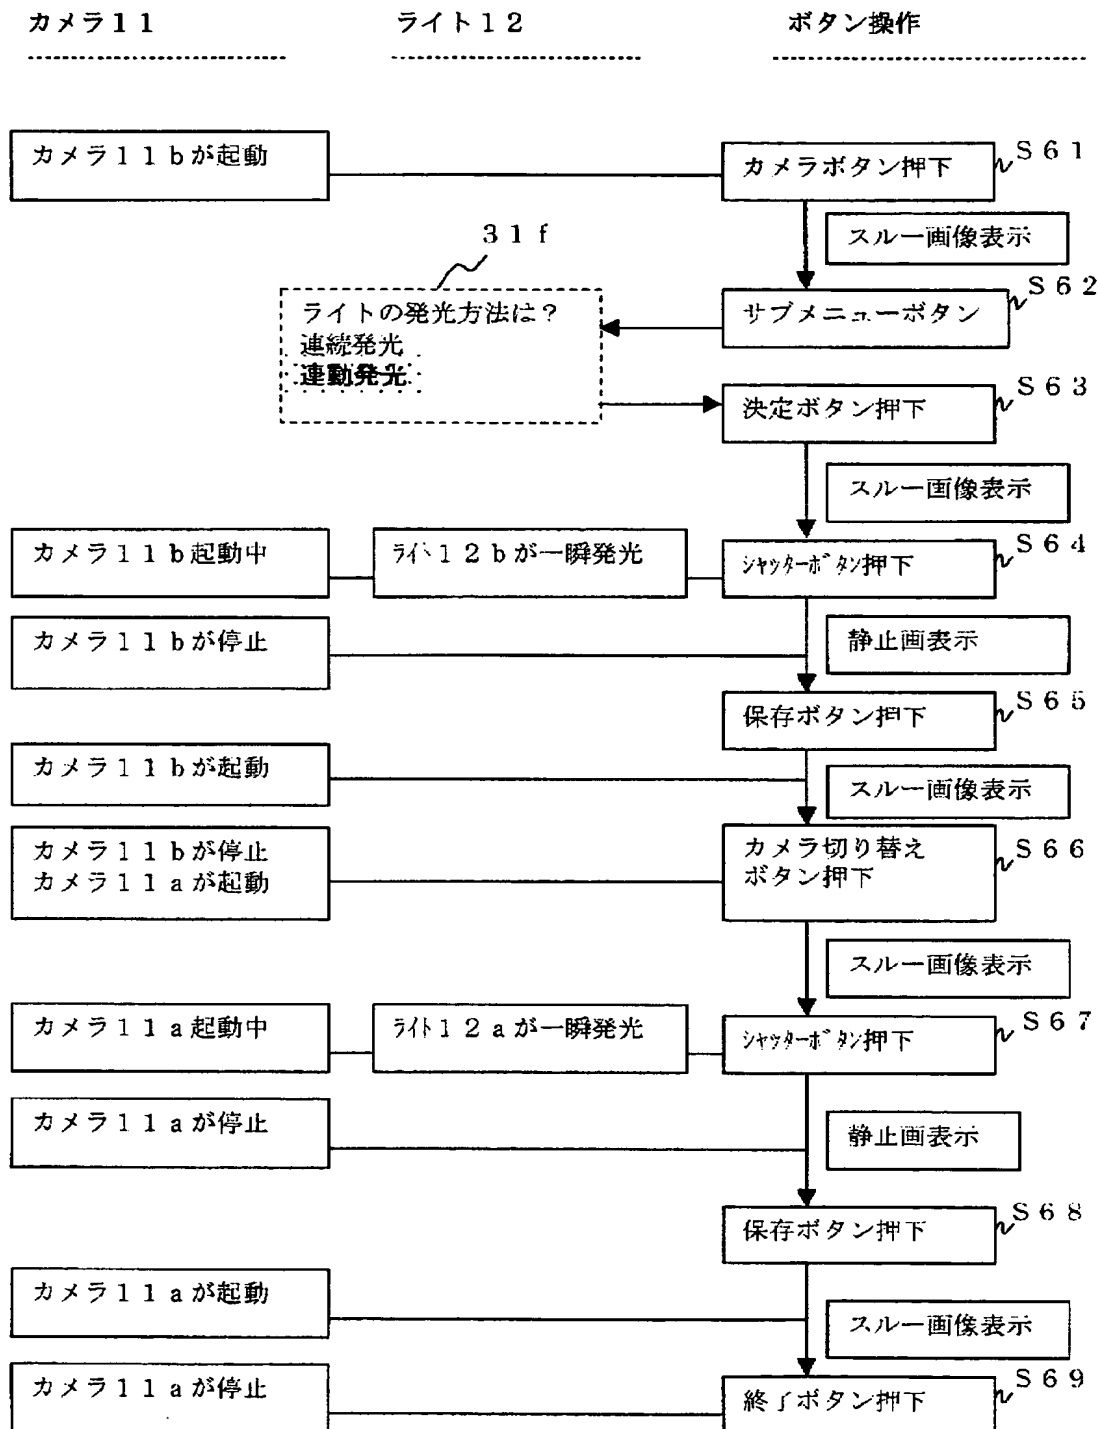 カメラ１１
ライト１２
ボタン操作
カメラ１１ｂが起動
カメラボタン押下
Ｓ６１
スルー画像表示
３１ｆ
ライトの発光方法は？
連続発光
連動発光
サブメニューボタン
Ｓ６２
決定ボタン押下
Ｓ６３
スルー画像表示
カメラ１１ｂ起動中
ﾗｲﾄ１２ｂが一瞬発光
ｼｬｯﾀｰﾎﾞﾀﾝ押下
Ｓ６４
カメラ１１ｂが停止
静止画表示
保存ボタン押下
Ｓ６５
カメラ１１ｂが起動
スルー画像表示
カメラ１１ｂが停止
カメラ１１ａが起動
カメラ切り替え
ボタン押下
Ｓ６６
スルー画像表示
カメラ１１ａ起動中
ﾗｲﾄ１２ａが一瞬発光
ｼｬｯﾀｰﾎﾞﾀﾝ押下
Ｓ６７
カメラ１１ａが停止
静止画表示
保存ボタン押下
Ｓ６８
カメラ１１ａが起動
スルー画像表示
カメラ１１ａが停止
終了ボタン押下
Ｓ６９